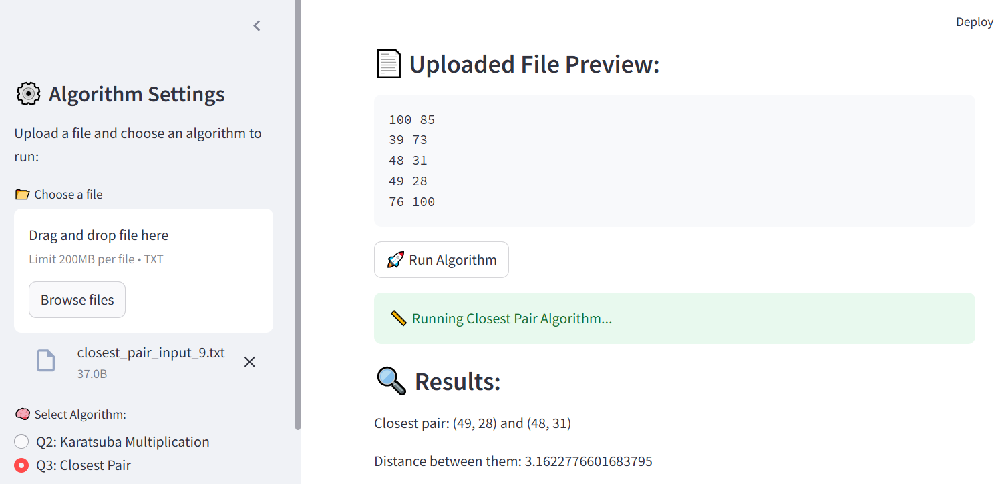 Algorithm Settings
Upload a file and choose an algorithm to
run:
Choose a file
Drag and drop file here
Limit 200MB per file • TXT
Browse files
closest_pair_input_9.txt
37.0B
Select Algorithm:
Q2: Karatsuba Multiplication
Q3: Closest Pair
Deploy
Uploaded File Preview:
100 85
39 73
48 31
49 28
76 100
Run Algorithm
Running Closest Pair Algorithm...
Results:
Closest pair: (49, 28) and (48, 31)
Distance between them: 3.1622776601683795